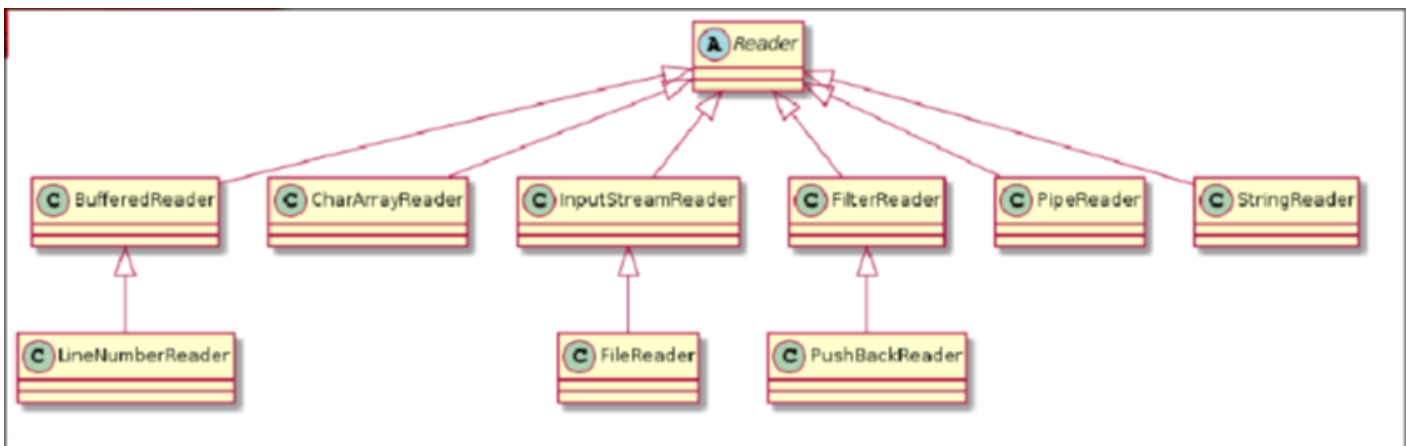 A Reader
C BufferedReader
C CharArrayReader
C InputStreamReader
C FilterReader
C PipeReader
C StringReader
C LineNumberReader
C FileReader
C PushBackReader